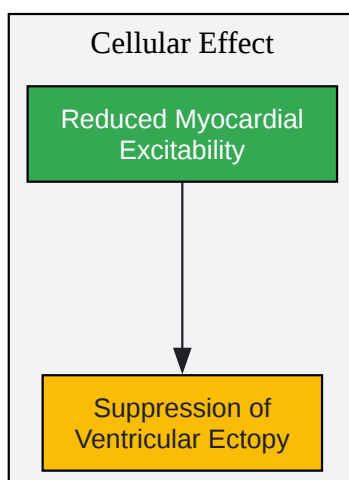 Cellular Effect
Reduced Myocardial
Excitability
Suppression of
Ventricular Ectopy